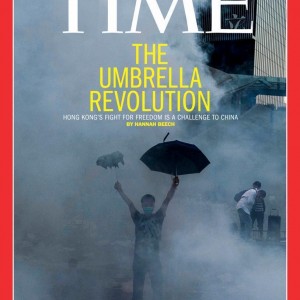 TIME
THE
UMBRELLA
REVOLUTION
HONG KONG'S FIGHT FOR FREEDOM IS A CHALLENGE TO CHINA
BY HANNAH BEECH